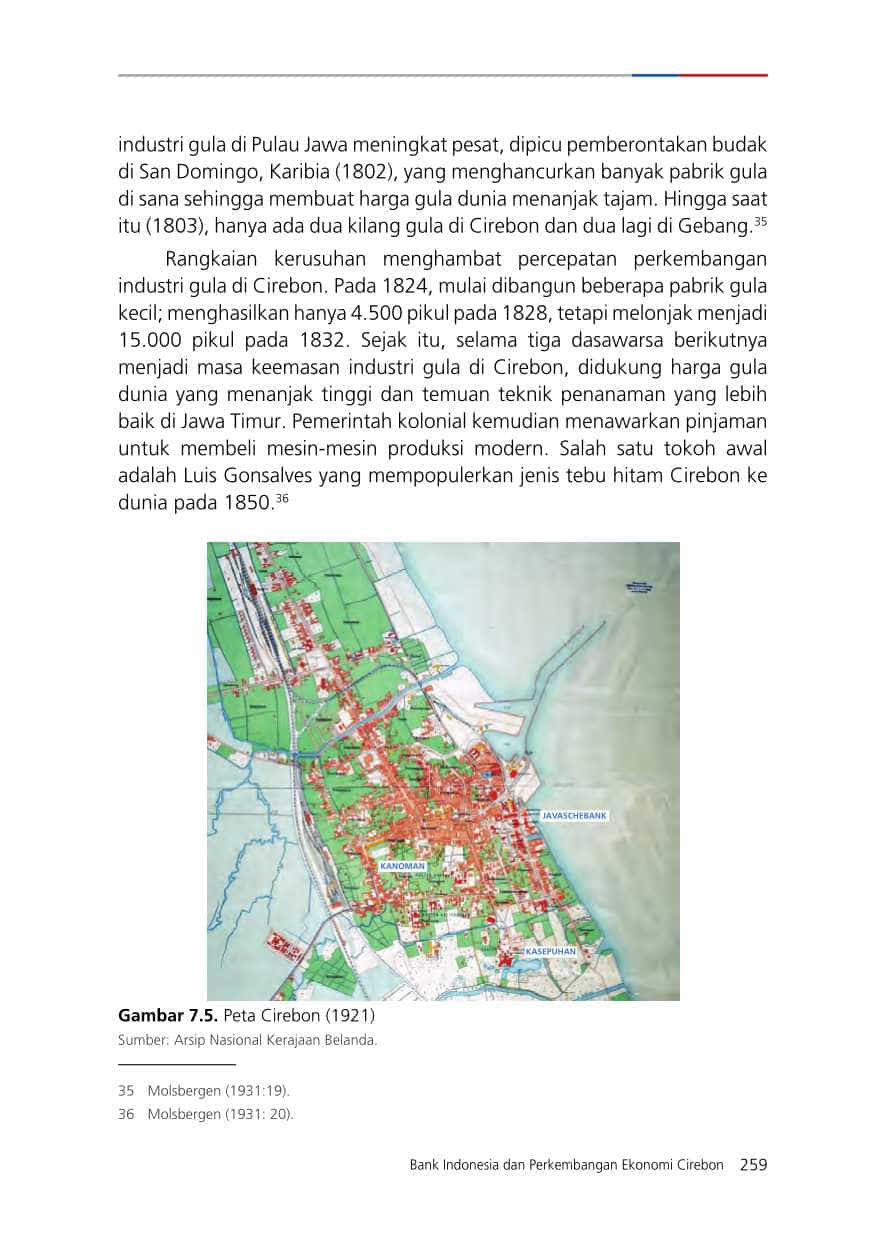 industri gula di Pulau Jawa meningkat pesat, dipicu pemberontakan budak
di San Domingo, Karibia (1802), yang menghancurkan banyak pabrik gula
di sana sehingga membuat harga gula dunia menanjak tajam. Hingga saat
itu (1803), hanya ada dua kilang gula di Cirebon dan dua lagi di Gebang.³⁵
Rangkaian kerusuhan menghambat percepatan perkembangan
industri gula di Cirebon. Pada 1824, mulai dibangun beberapa pabrik gula
kecil; menghasilkan hanya 4.500 pikul pada 1828, tetapi melonjak menjadi
15.000 pikul pada 1832. Sejak itu, selama tiga dasawarsa berikutnya
menjadi masa keemasan industri gula di Cirebon, didukung harga gula
dunia yang menanjak tinggi dan temuan teknik penanaman yang lebih
baik di Jawa Timur. Pemerintah kolonial kemudian menawarkan pinjaman
untuk membeli mesin-mesin produksi modern. Salah satu tokoh awal
adalah Luis Gonsalves yang mempopulerkan jenis tebu hitam Cirebon ke
dunia pada 1850.³⁶
JAVASCHEBANK
KANOMAN
KASEPUHAN
Gambar 7.5. Peta Cirebon (1921)
Sumber: Arsip Nasional Kerajaan Belanda.
35 Molsbergen (1931:19).
36 Molsbergen (1931: 20).
Bank Indonesia dan Perkembangan Ekonomi Cirebon 259